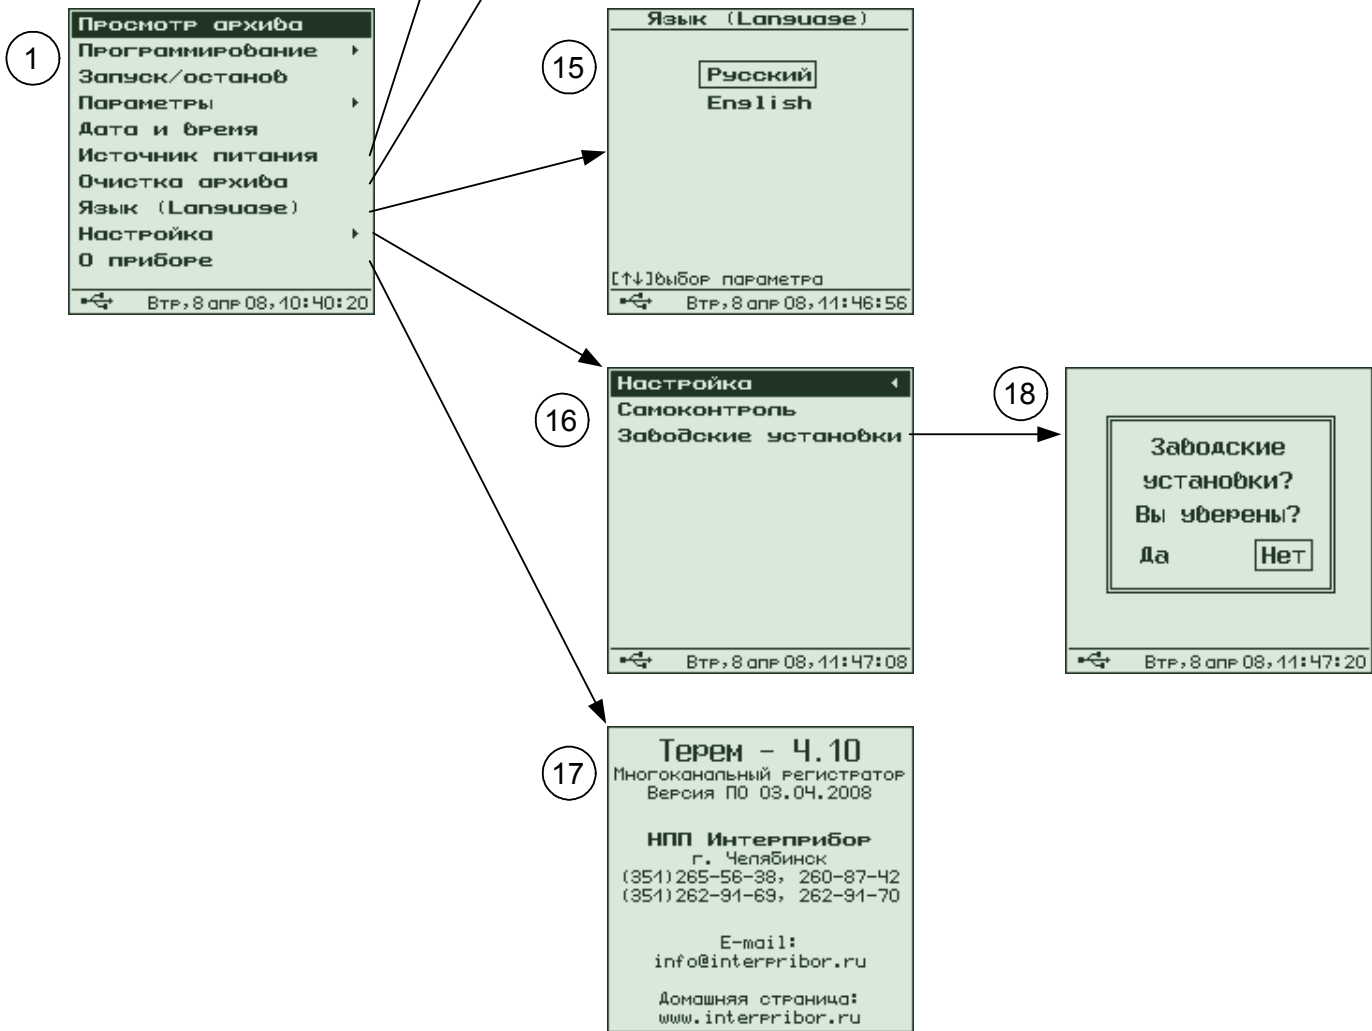 1
Просмотр архива
Программирование
Запуск/останов
Параметры
Дата и время
Источник питания
Очистка архива
Язык (Language)
Настройка
О приборе
Втр, 8 апр 08, 10:40:20
15
Язык (Language)
Русский
English
[↑↓]Выбор параметра
Втр, 8 апр 08, 11:46:56
16
Настройка
Самоконтроль
Заводские установки
Втр, 8 апр 08, 11:47:08
18
Заводские
установки?
Вы уверены?
Да Нет
Втр, 8 апр 08, 11:47:20
17
Терем - 4.10
Многоканальный регистратор
Версия ПО 03.04.2008
НПП Интерприбор
г. Челябинск
(351)265-56-38, 260-87-42
(351)262-91-69, 262-91-70
E-mail:
info@interpribor.ru
Домашняя страница:
www.interpribor.ru